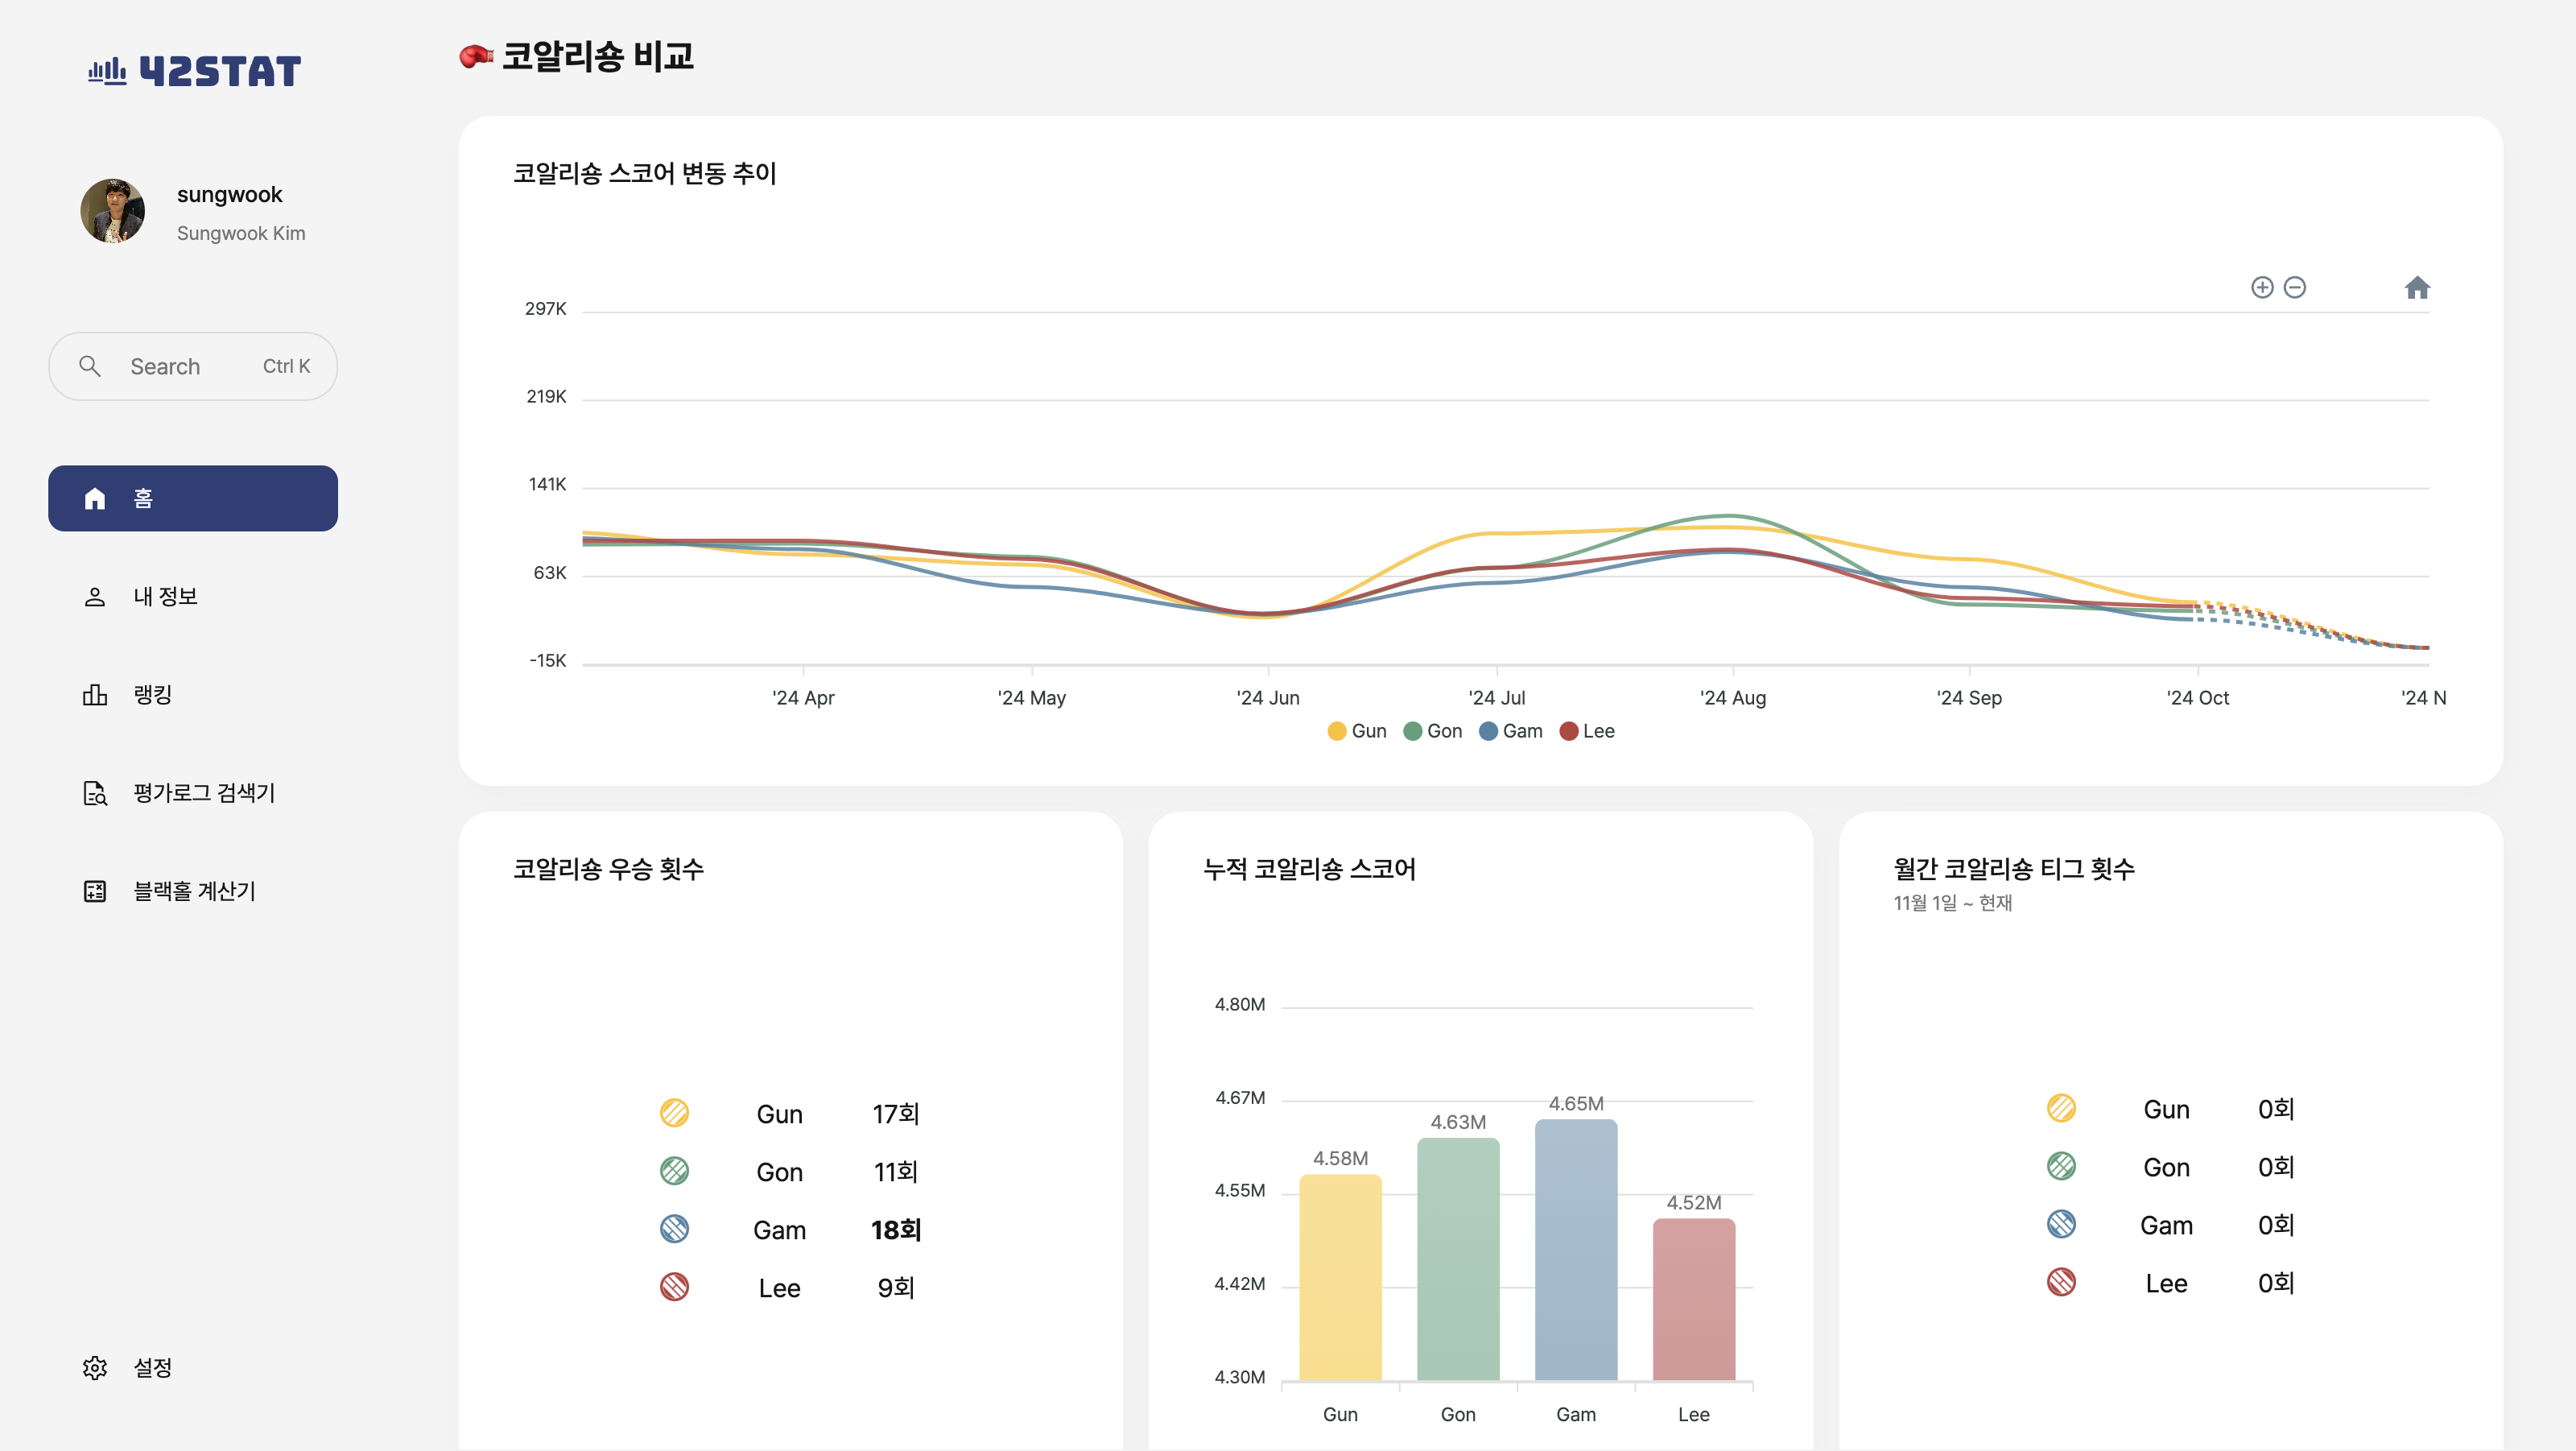 42STAT
sungwook
Sungwook Kim
Search Ctrl K
홈
내 정보
랭킹
평가로그 검색기
블랙홀 계산기
설정
코알리숑 비교
코알리숑 스코어 변동 추이
297K
219K
141K
63K
-15K
'24 Apr '24 May '24 Jun '24 Jul '24 Aug '24 Sep '24 Oct '24 N
Gun Gon Gam Lee
코알리숑 우승 횟수
Gun 17회
Gon 11회
Gam 18회
Lee 9회
누적 코알리숑 스코어
4.80M
4.67M
4.55M
4.42M
4.30M
4.58M 4.63M 4.65M 4.52M
Gun Gon Gam Lee
월간 코알리숑 티그 횟수
11월 1일 ~ 현재
Gun 0회
Gon 0회
Gam 0회
Lee 0회